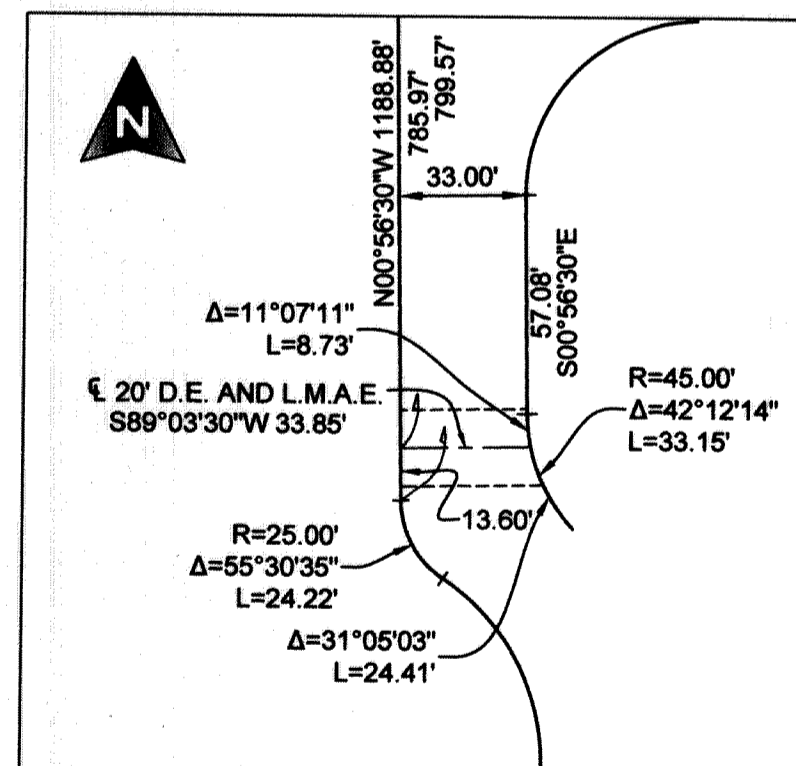 N
N00°56'30"W 1188.88'
785.97'
799.57'
33.00'
57.08'
S00°56'30"E
Δ=11°07'11"
L=8.73'
℄ 20' D.E. AND L.M.A.E.
S89°03'30"W 33.85'
R=45.00'
Δ=42°12'14"
L=33.15'
13.60'
R=25.00'
Δ=55°30'35"
L=24.22'
Δ=31°05'03"
L=24.41'